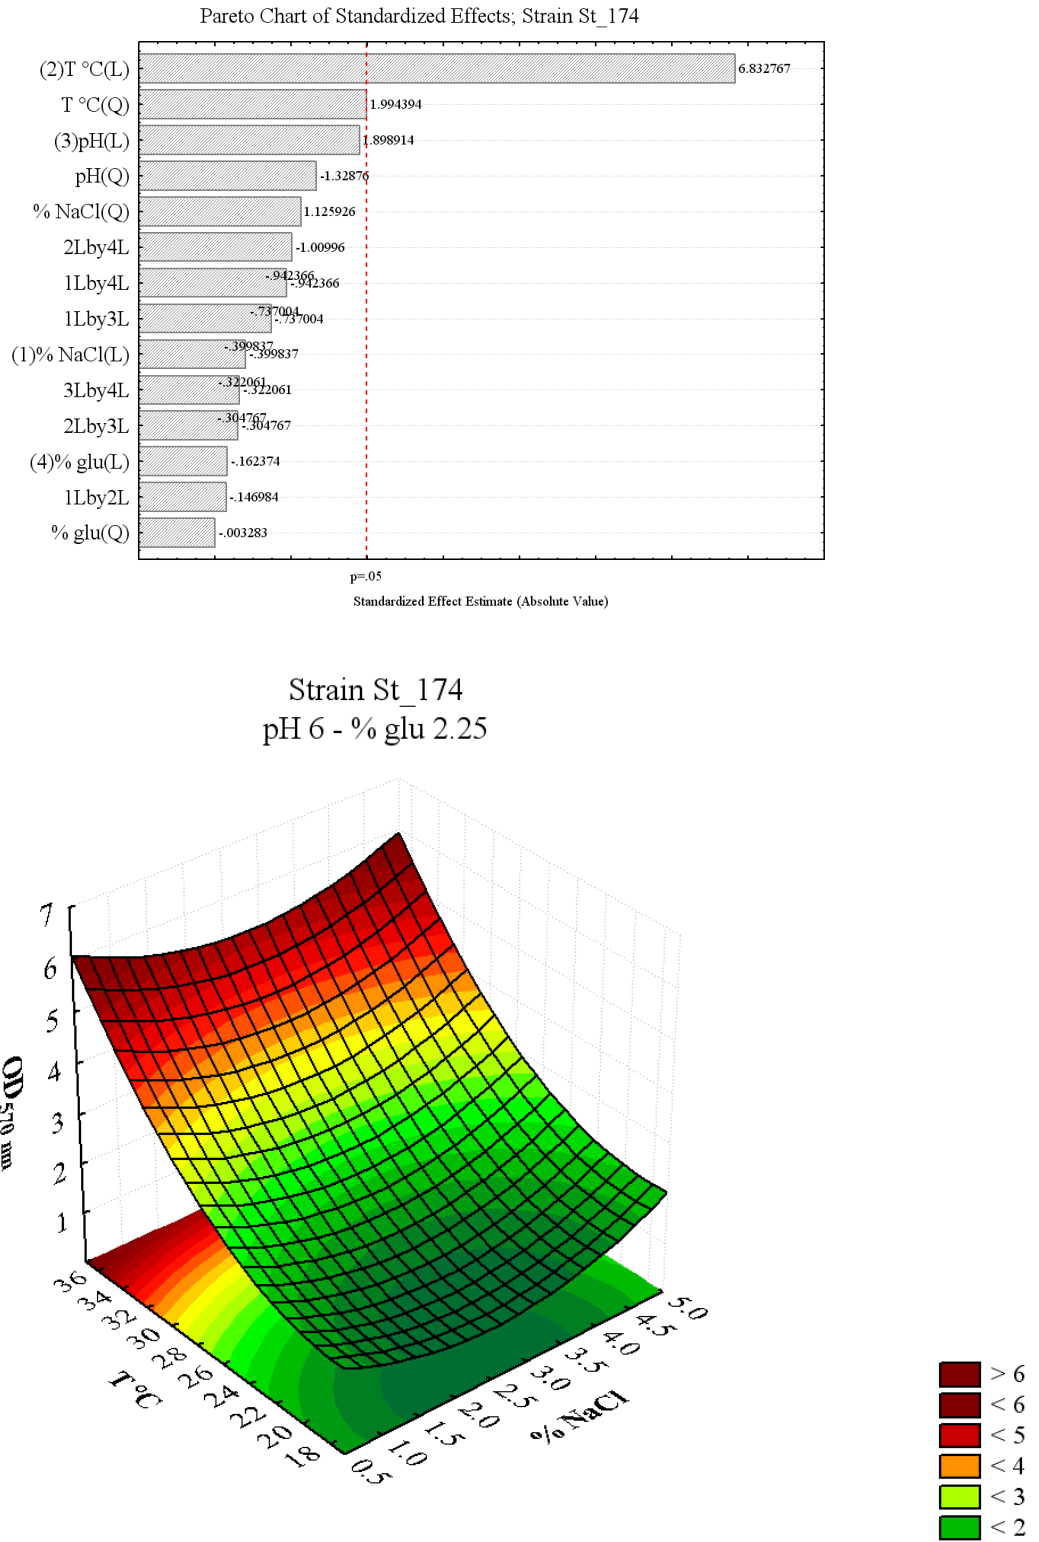 Pareto Chart of Standardized Effects; Strain St_174
(2)T °C(L) 6.832767
T °C(Q) 1.994394
(3)pH(L) 1.898914
pH(Q) -1.32876
% NaCl(Q) 1.125926
2Lby4L -1.00996
1Lby4L -.942366 -.942366
1Lby3L -.737004 -.737004
(1)% NaCl(L) -.399837 -.399837
3Lby4L -.322061 -.322061
2Lby3L -.304767 -.304767
(4)% glu(L) -.162374
1Lby2L -.146984
% glu(Q) -.003283
p=.05
Standardized Effect Estimate (Absolute Value)
Strain St_174
pH 6 - % glu 2.25
7
6
5
4
3
2
1
OD570 nm
36
34
32
30
28
26
24
22
20
18
T °C
0.5
1.0
1.5
2.0
2.5
3.0
3.5
4.0
4.5
5.0
% NaCl
> 6
< 6
< 5
< 4
< 3
< 2